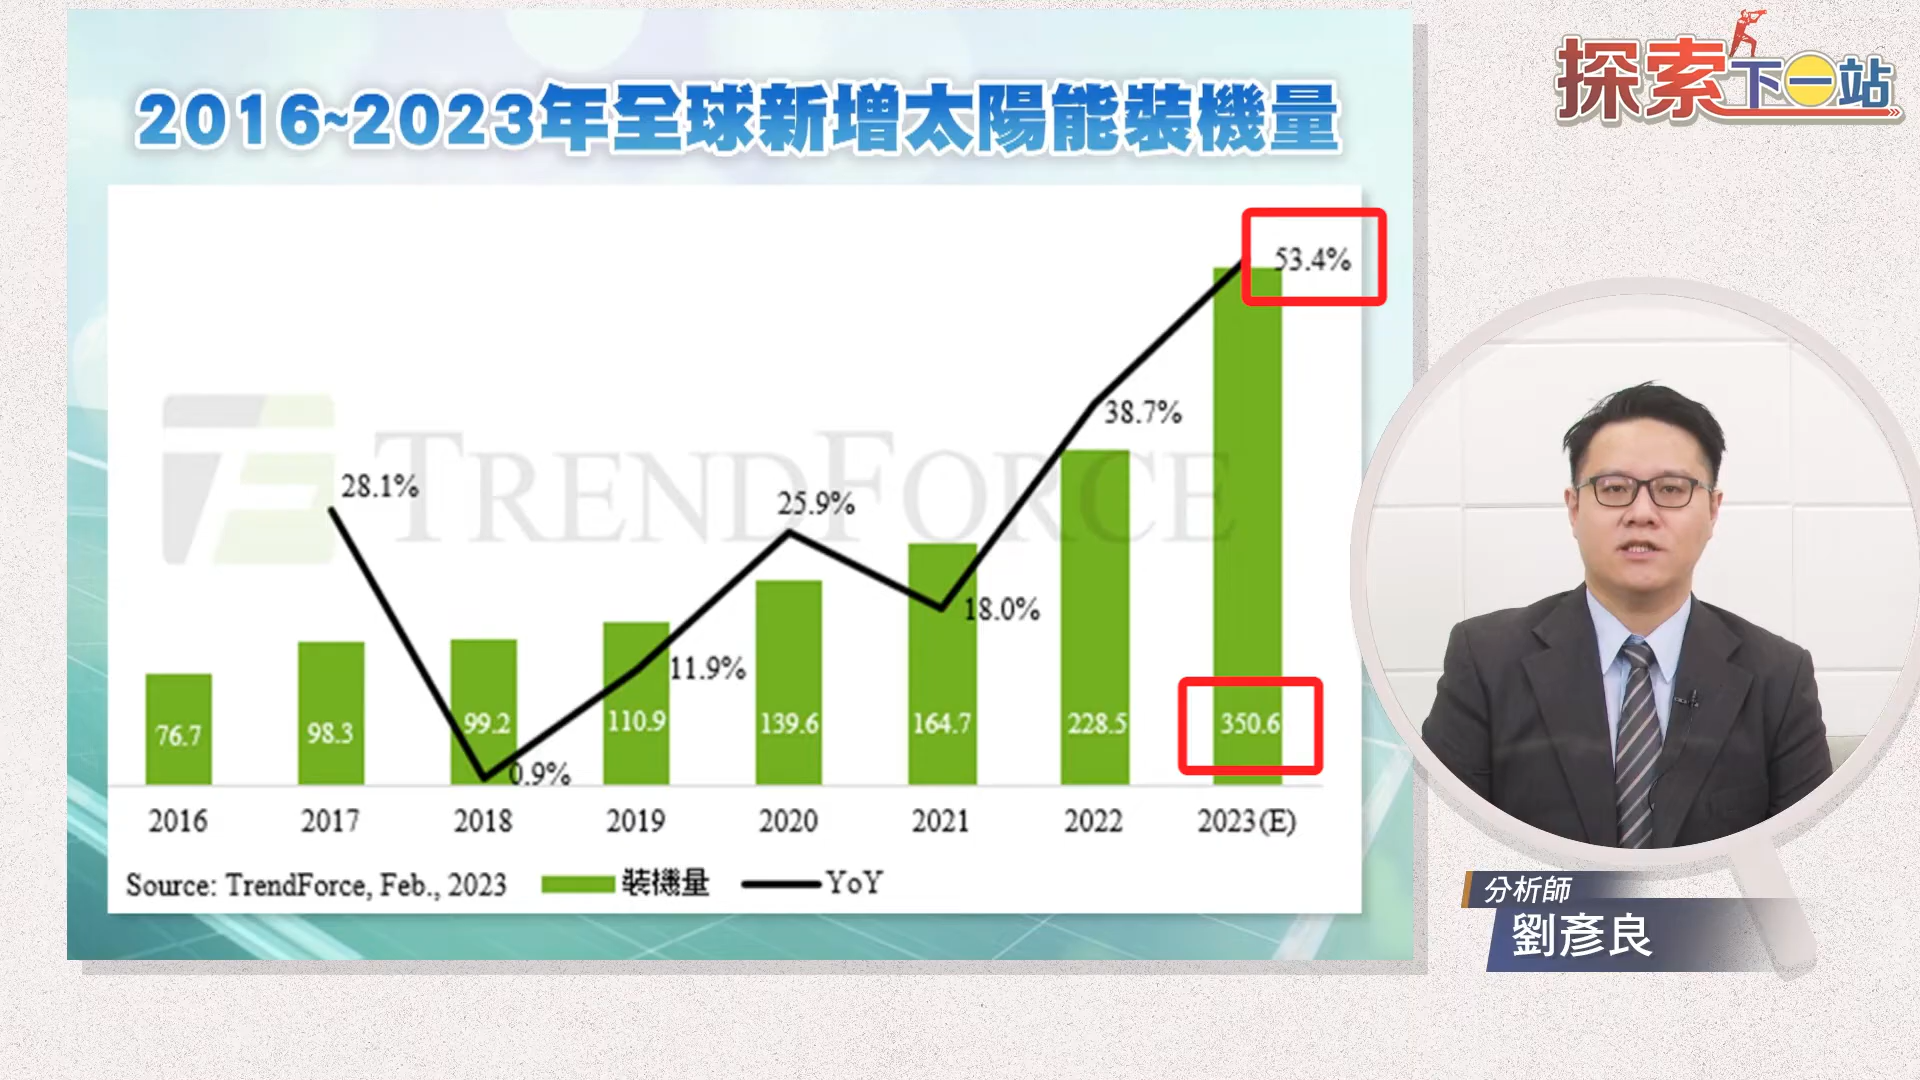 2016~2023年全球新增太陽能裝機量
探索下一站
53.4%
38.7%
28.1%
25.9%
18.0%
11.9%
0.9%
TRENDFORCE
76.7
98.3
99.2
110.9
139.6
164.7
228.5
350.6
2016
2017
2018
2019
2020
2021
2022
2023(E)
Source: TrendForce, Feb., 2023
裝機量
YoY
分析師
劉彥良